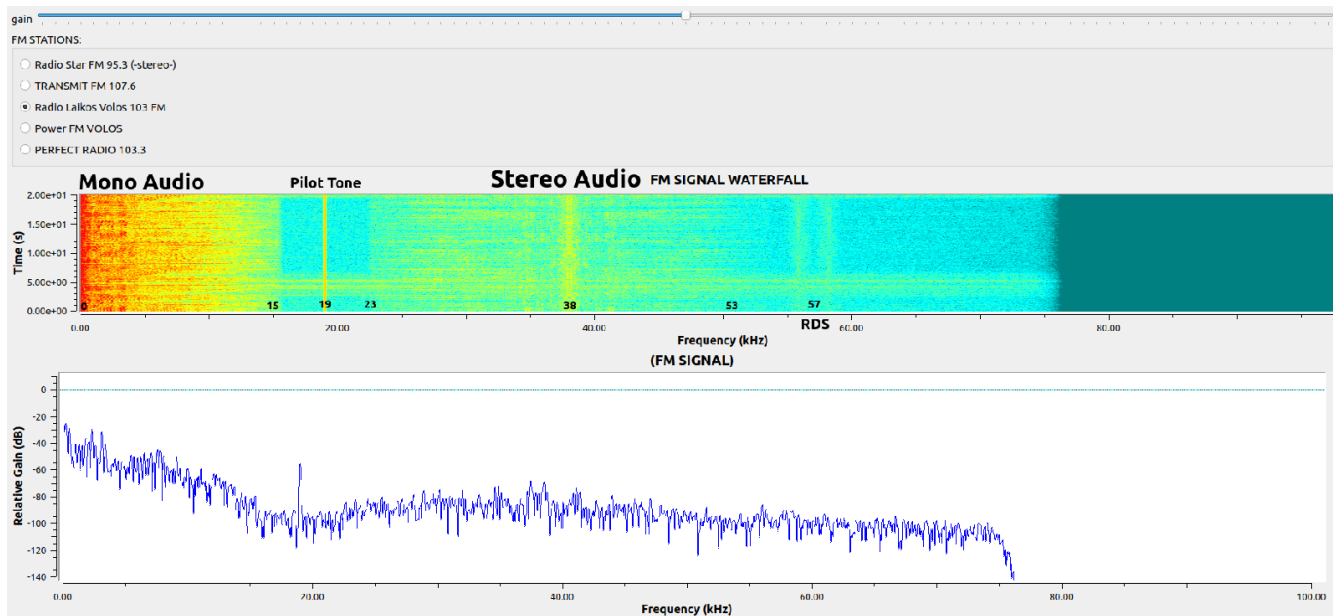 gain
FM STATIONS:
Radio Star FM 95.3 (-stereo-)
TRANSMIT FM 107.6
Radio Laikos Volos 103 FM
Power FM VOLOS
PERFECT RADIO 103.3
Mono Audio Pilot Tone Stereo Audio FM SIGNAL WATERFALL
2.00e+01
1.50e+01
1.00e+01
5.00e+00
0.00e+00
Time (s)
0 15 19 23 38 53 57
0.00 20.00 40.00 60.00 80.00
RDS
Frequency (kHz)
(FM SIGNAL)
0
-20
-40
-60
-80
-100
-120
-140
Relative Gain (dB)
0.00 20.00 40.00 60.00 80.00 100.00
Frequency (kHz)